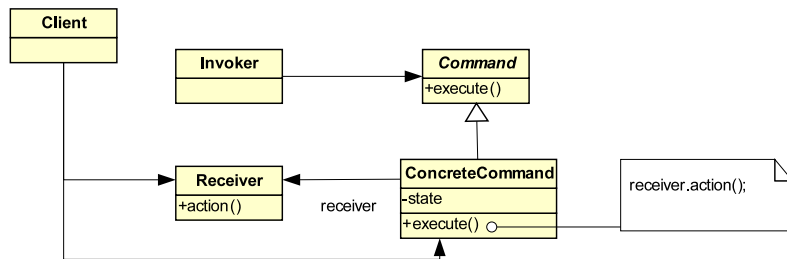 Client
Invoker
Command
+execute()
Receiver
+action()
receiver
ConcreteCommand
-state
+execute()
receiver.action();